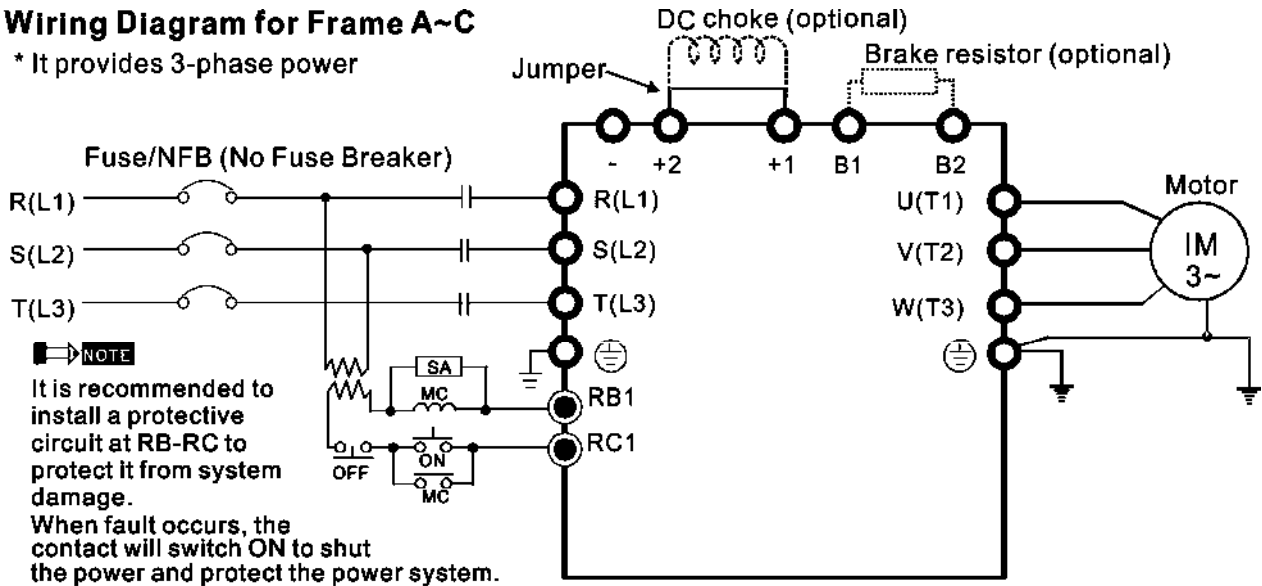 Wiring Diagram for Frame A~C
* It provides 3-phase power
DC choke (optional)
Jumper
Brake resistor (optional)
Fuse/NFB (No Fuse Breaker)
- +2 +1 B1 B2
R(L1) R(L1) U(T1)
Motor
S(L2) S(L2) V(T2)
IM
3~
T(L3) T(L3) W(T3)
NOTE
It is recommended to
install a protective
circuit at RB-RC to
protect it from system
damage.
When fault occurs, the
contact will switch ON to shut
the power and protect the power system.
SA
MC
RB1
OFF
ON
MC
RC1